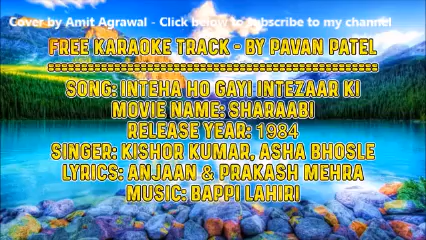 Cover by Amit Agrawal - Click below to Subscribe to my channel
FREE KARAOKE TRACK - BY PAVAN PATEL
SONG: INTEHA HO GAYI INTEZAAR KI
MOVIE NAME: SHARAABI
RELEASE YEAR: 1984
SINGER: KISHOR KUMAR, ASHA BHOSLE
LYRICS: ANJAAN & PRAKASH MEHRA
MUSIC: BAPPI LAHIRI